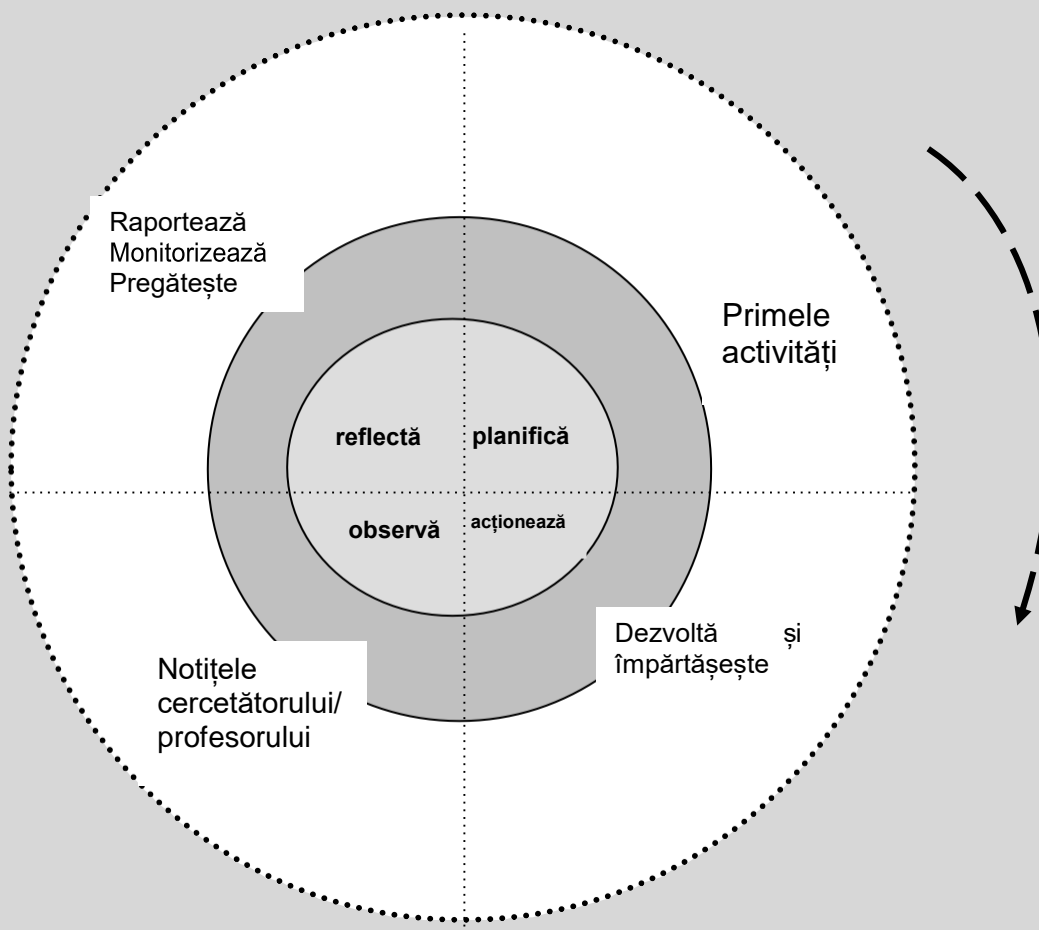 Raportează
Monitorizează
Pregătește
Primele
activități
reflectă
planifică
observă
acționează
Dezvoltă și
împărtășește
Notițele
cercetătorului/
profesorului